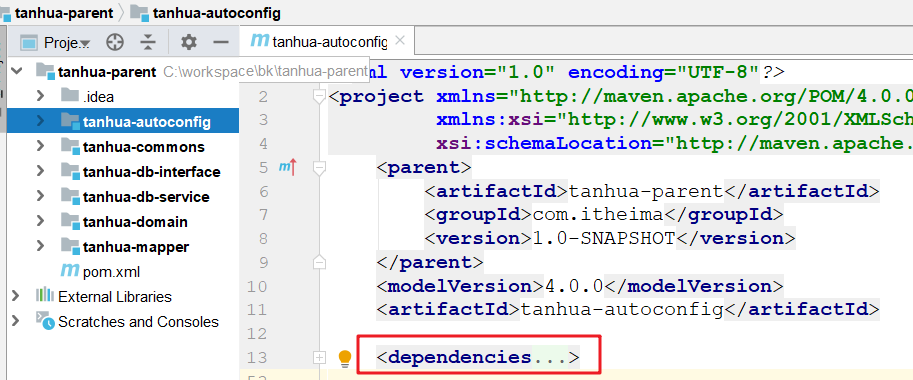 tanhua-parent tanhua-autoconfig
Proje
tanhua-autoconfig
tanhua-parent C:\workspace\bk\tanhua-parent
.idea
tanhua-autoconfig
tanhua-commons
tanhua-db-interface
tanhua-db-service
tanhua-domain
tanhua-mapper
pom.xml
External Libraries
Scratches and Consoles
ml version="1.0" encoding="UTF-8"?>
2 <project xmlns="http://maven.apache.org/POM/4.0.0
3 xmlns:xsi="http://www.w3.org/2001/XMLSch
4 xsi:schemaLocation="http://maven.apache.
5 <parent>
6 <artifactId>tanhua-parent</artifactId>
7 <groupId>com.itheima</groupId>
8 <version>1.0-SNAPSHOT</version>
9 </parent>
10 <modelVersion>4.0.0</modelVersion>
11 <artifactId>tanhua-autoconfig</artifactId>
12
13 <dependencies...>